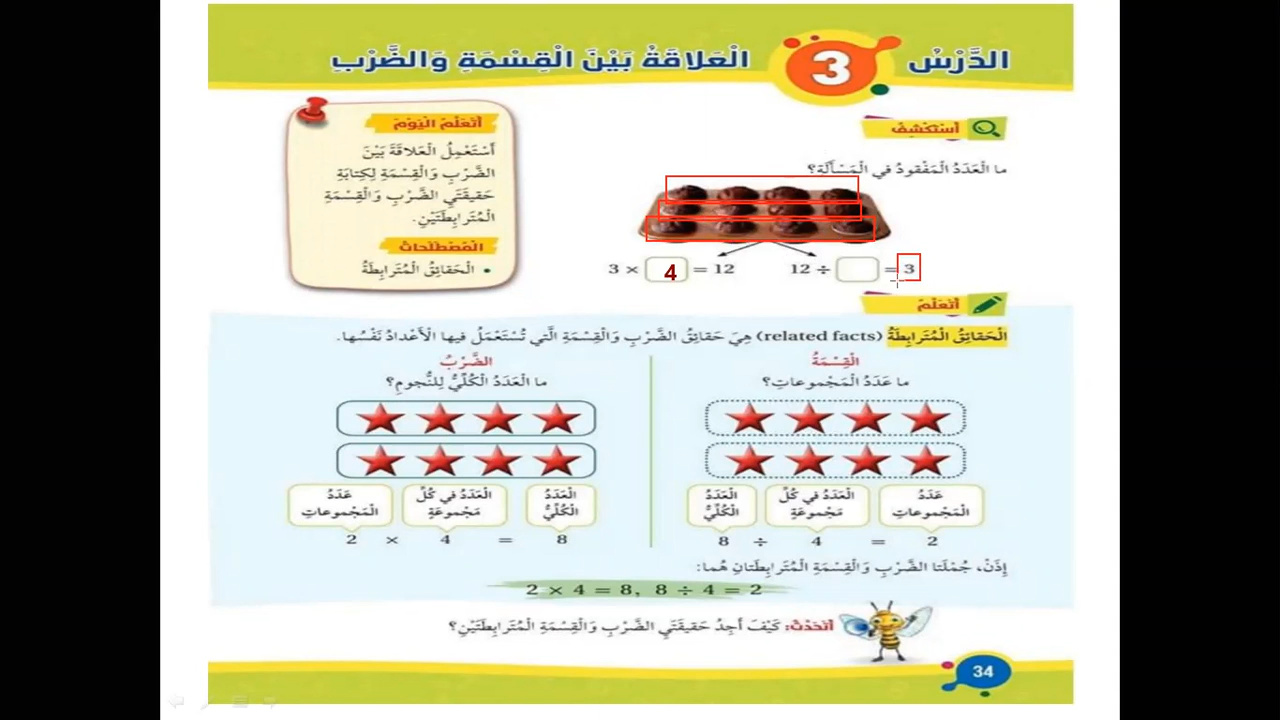 الدَّرْسُ 3 الْعَلاقَةُ بَيْنَ الْقِسْمَةِ وَالضَّرْبِ
أَسْتَكْشِفُ
ما الْعَدَدُ الْمَفْقودُ في الْمَسْأَلَةِ؟
3 × 4 = 12
12 ÷ = 3
أَتَعَلَّمُ الْيَوْمَ
أَسْتَعْمِلُ الْعَلاقَةَ بَيْنَ
الضَّرْبِ وَالْقِسْمَةِ لِكِتابَةِ
حَقيقَتَيِ الضَّرْبِ وَالْقِسْمَةِ
الْمُتَرابِطَتَيْنِ.
الْمُصْطَلَحاتُ
• الْحَقائِقُ الْمُتَرابِطَةُ
أَتَعَلَّمُ
الْحَقائِقُ الْمُتَرابِطَةُ (related facts) هِيَ حَقائِقُ الضَّرْبِ وَالْقِسْمَةِ الَّتي تُسْتَعْمَلُ فيها الْأَعْدادُ نَفْسُها.
الْقِسْمَةُ
ما عَدَدُ الْمَجْموعاتِ؟
عَدَدُ الْمَجْموعاتِ
الْعَدَدُ في كُلِّ مَجْموعَةٍ
الْعَدَدُ الْكُلِّيُّ
8 ÷ 4 = 2
الضَّرْبُ
ما الْعَدَدُ الْكُلِّيُّ لِلنُّجومِ؟
الْعَدَدُ الْكُلِّيُّ
الْعَدَدُ في كُلِّ مَجْموعَةٍ
عَدَدُ الْمَجْموعاتِ
2 × 4 = 8
إِذَنْ، جُمْلَتا الضَّرْبِ وَالْقِسْمَةِ الْمُتَرابِطَتانِ هُما:
2 × 4 = 8, 8 ÷ 4 = 2
أَتَحَدَّثُ: كَيْفَ أَجِدُ حَقيقَتَيِ الضَّرْبِ وَالْقِسْمَةِ الْمُتَرابِطَتَيْنِ؟
34